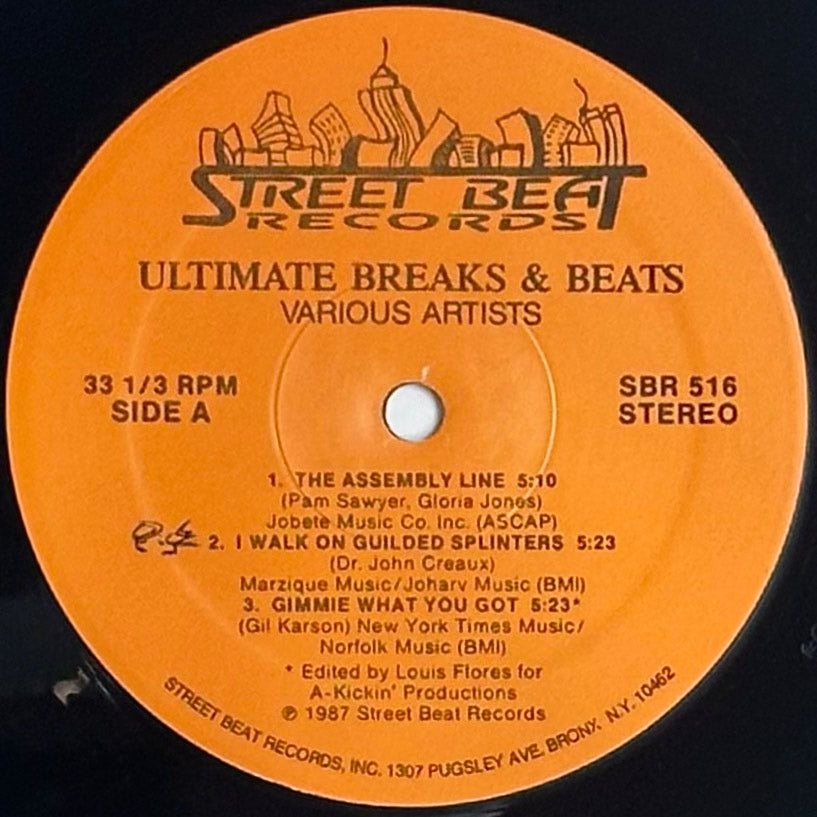 STREET BEAT
RECORDS
ULTIMATE BREAKS & BEATS
VARIOUS ARTISTS
33 1/3 RPM
SIDE A
SBR 516
STEREO
1. THE ASSEMBLY LINE 5:10
(Pam Sawyer, Gloria Jones)
Jobete Music Co. Inc. (ASCAP)
2. I WALK ON GUILDED SPLINTERS 5:23
(Dr. John Creaux)
Marzique Music/Joharv Music (BMI)
3. GIMMIE WHAT YOU GOT 5:23*
(Gil Karson) New York Times Music/
Norfolk Music (BMI)
* Edited by Louis Flores for
A-Kickin' Productions
℗ 1987 Street Beat Records
STREET BEAT RECORDS, INC. 1307 PUGSLEY AVE. BRONX, N.Y. 10462